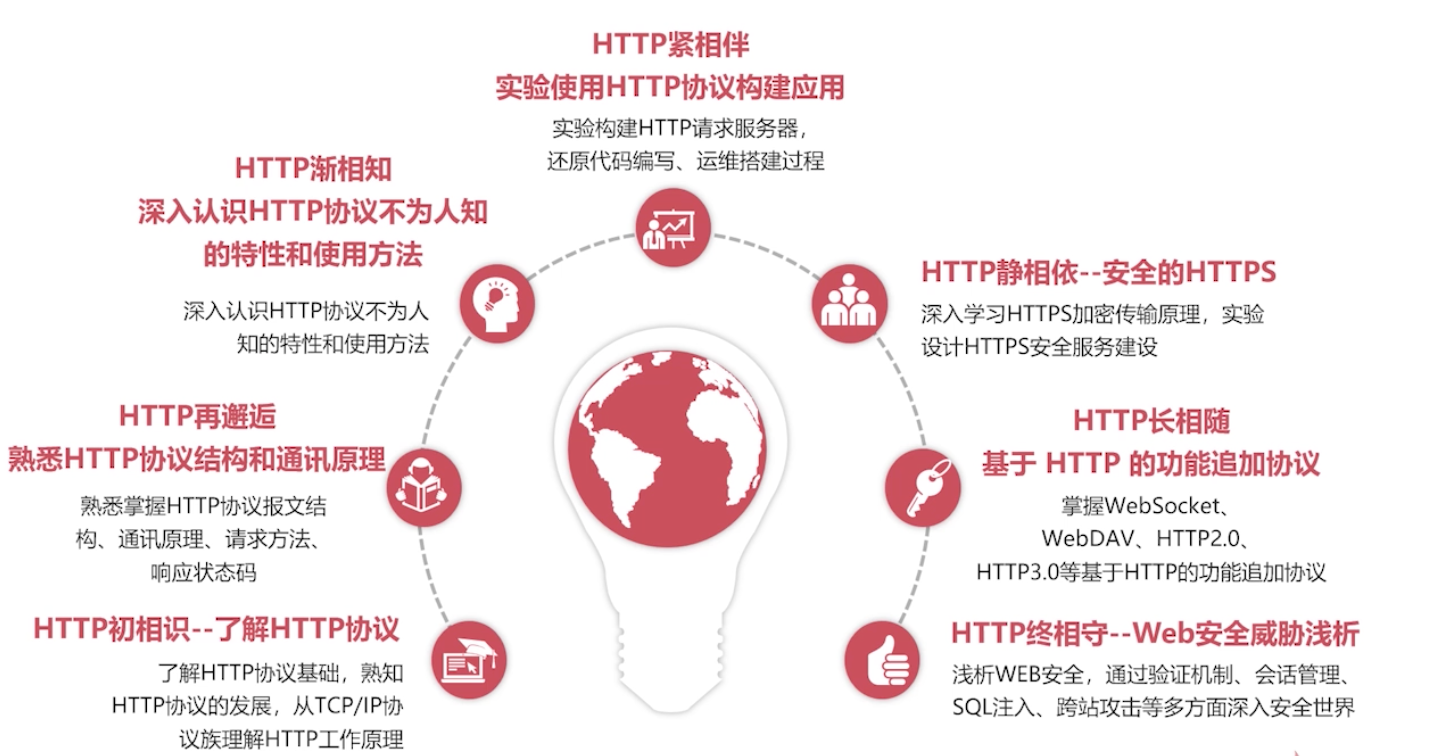 HTTP紧相伴
实验使用HTTP协议构建应用
实验构建HTTP请求服务器，
还原代码编写、运维搭建过程
HTTP渐相知
深入认识HTTP协议不为人知
的特性和使用方法
深入认识HTTP协议不为人
知的特性和使用方法
HTTP静相依--安全的HTTPS
深入学习HTTPS加密传输原理，实验
设计HTTPS安全服务建设
HTTP再邂逅
熟悉HTTP协议结构和通讯原理
熟悉掌握HTTP协议报文结
构、通讯原理、请求方法、
响应状态码
HTTP长相随
基于 HTTP 的功能追加协议
掌握WebSocket、
WebDAV、HTTP2.0、
HTTP3.0等基于HTTP的功能追加协议
HTTP初相识--了解HTTP协议
了解HTTP协议基础，熟知
HTTP协议的发展，从TCP/IP协
议族理解HTTP工作原理
HTTP终相守--Web安全威胁浅析
浅析WEB安全，通过验证机制、会话管理、
SQL注入、跨站攻击等多方面深入安全世界